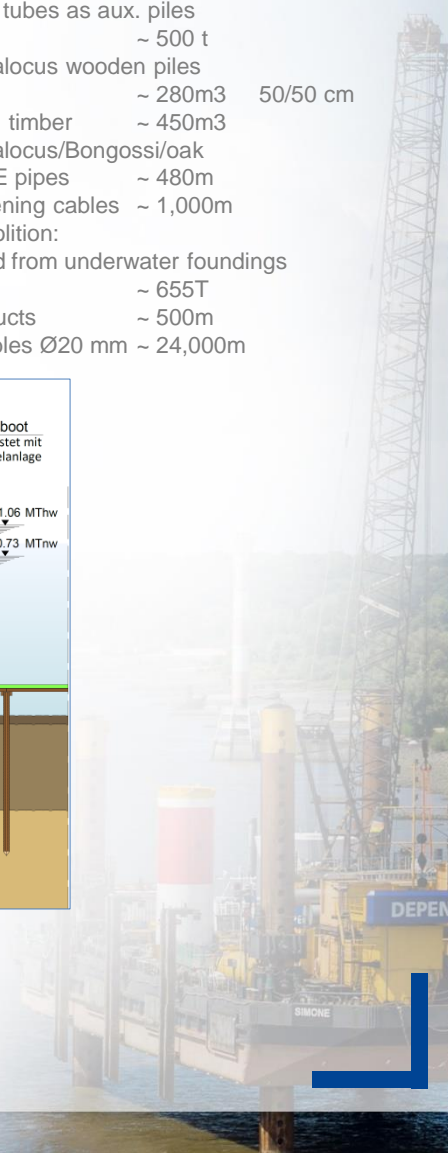 tubes as aux. piles
~ 500 t
alocus wooden piles
~ 280m3 50/50 cm
timber ~ 450m3
alocus/Bongossi/oak
E pipes ~ 480m
ening cables ~ 1,000m
olition:
d from underwater foundings
~ 655T
ucts ~ 500m
oles Ø20 mm ~ 24,000m
boot
stet mit
elanlage
1.06 MThw
0.73 MTnw
DEPEN
SIMONE